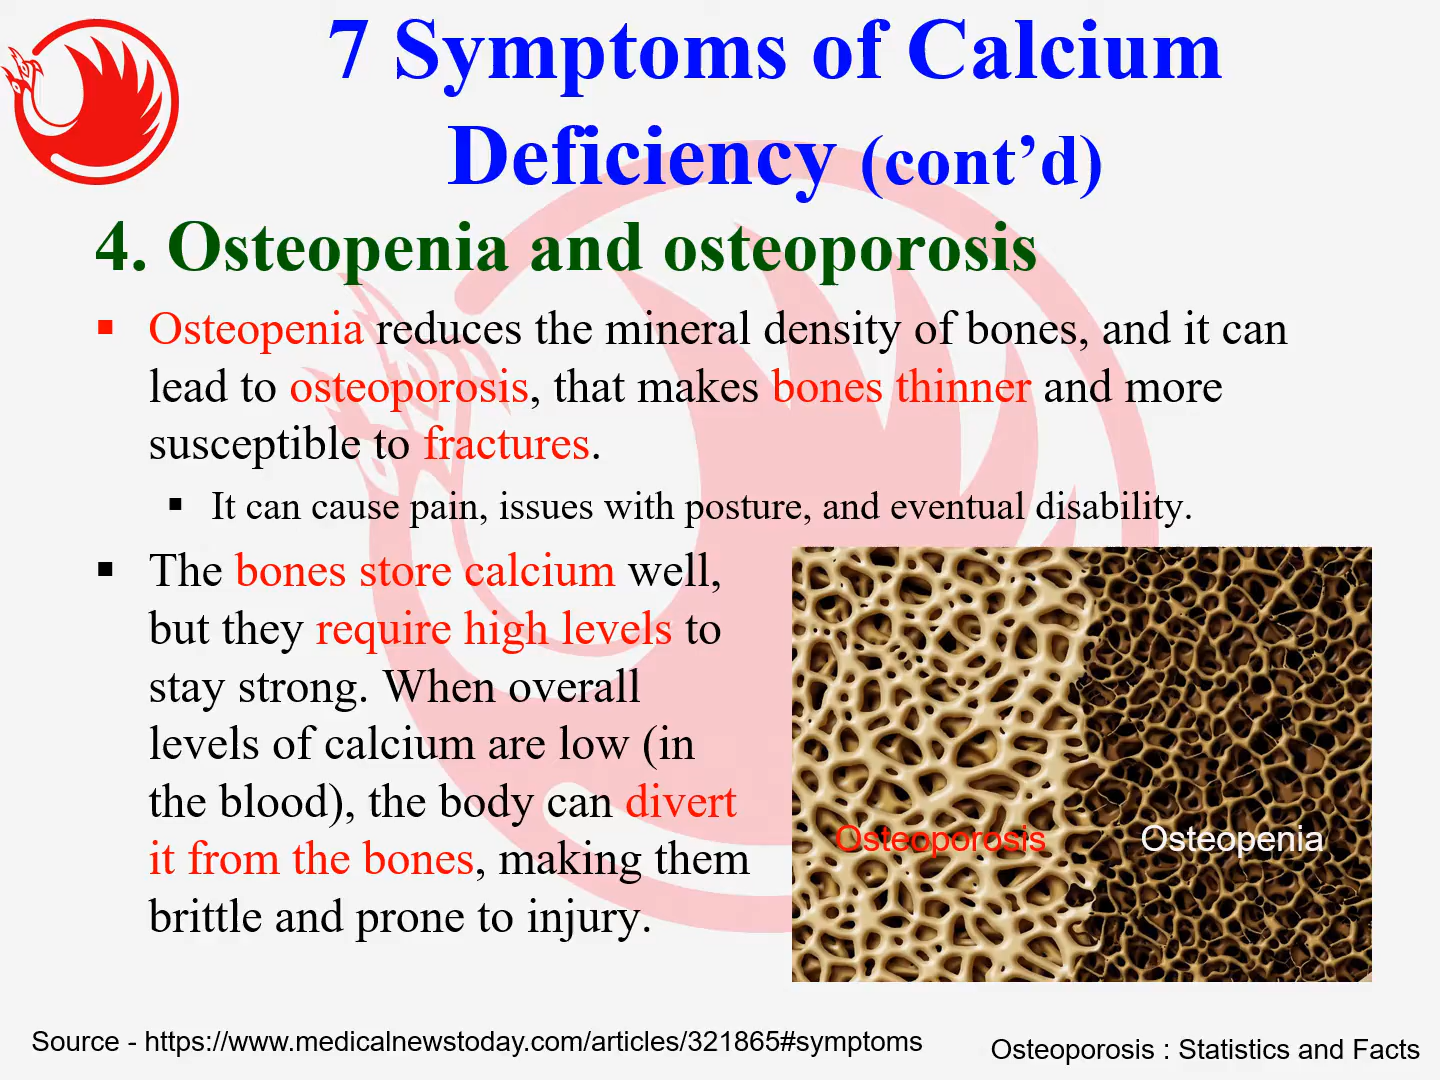 7 Symptoms of Calcium
Deficiency (cont’d)
4. Osteopenia and osteoporosis
▪ Osteopenia reduces the mineral density of bones, and it can
lead to osteoporosis, that makes bones thinner and more
susceptible to fractures.
▪ It can cause pain, issues with posture, and eventual disability.
▪ The bones store calcium well,
but they require high levels to
stay strong. When overall
levels of calcium are low (in
the blood), the body can divert
it from the bones, making them
brittle and prone to injury.
Osteoporosis
Osteopenia
Source - https://www.medicalnewstoday.com/articles/321865#symptoms
Osteoporosis : Statistics and Facts